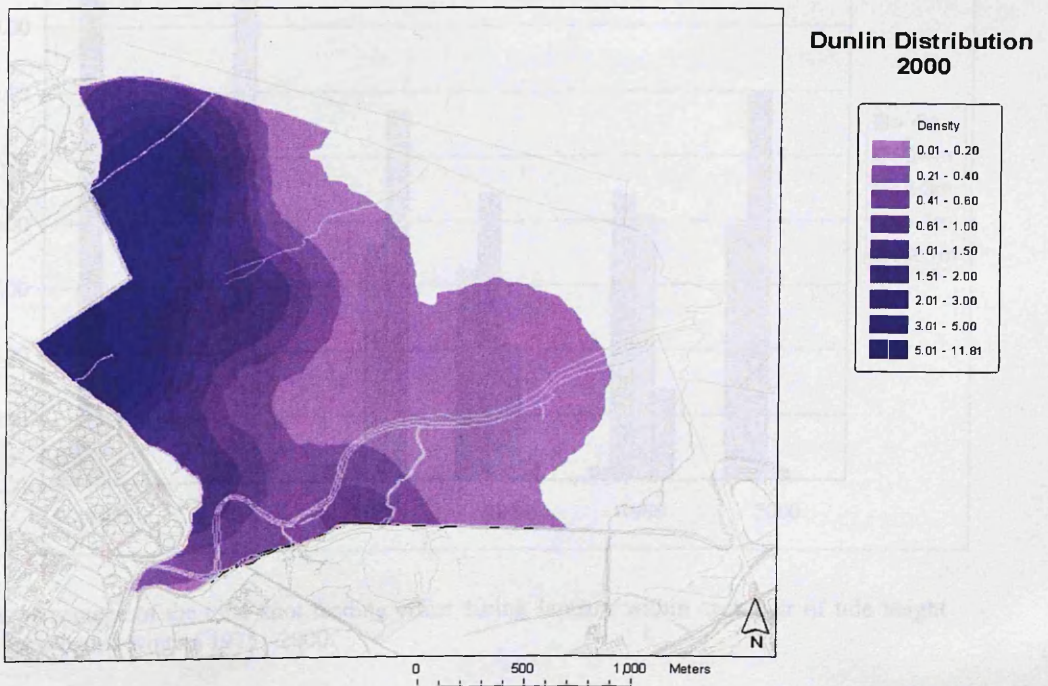 Dunlin Distribution
2000
Density
0.01 - 0.20
0.21 - 0.40
0.41 - 0.60
0.61 - 1.00
1.01 - 1.50
1.51 - 2.00
2.01 - 3.00
3.01 - 5.00
5.01 - 11.81
N
0 500 1,000 Meters